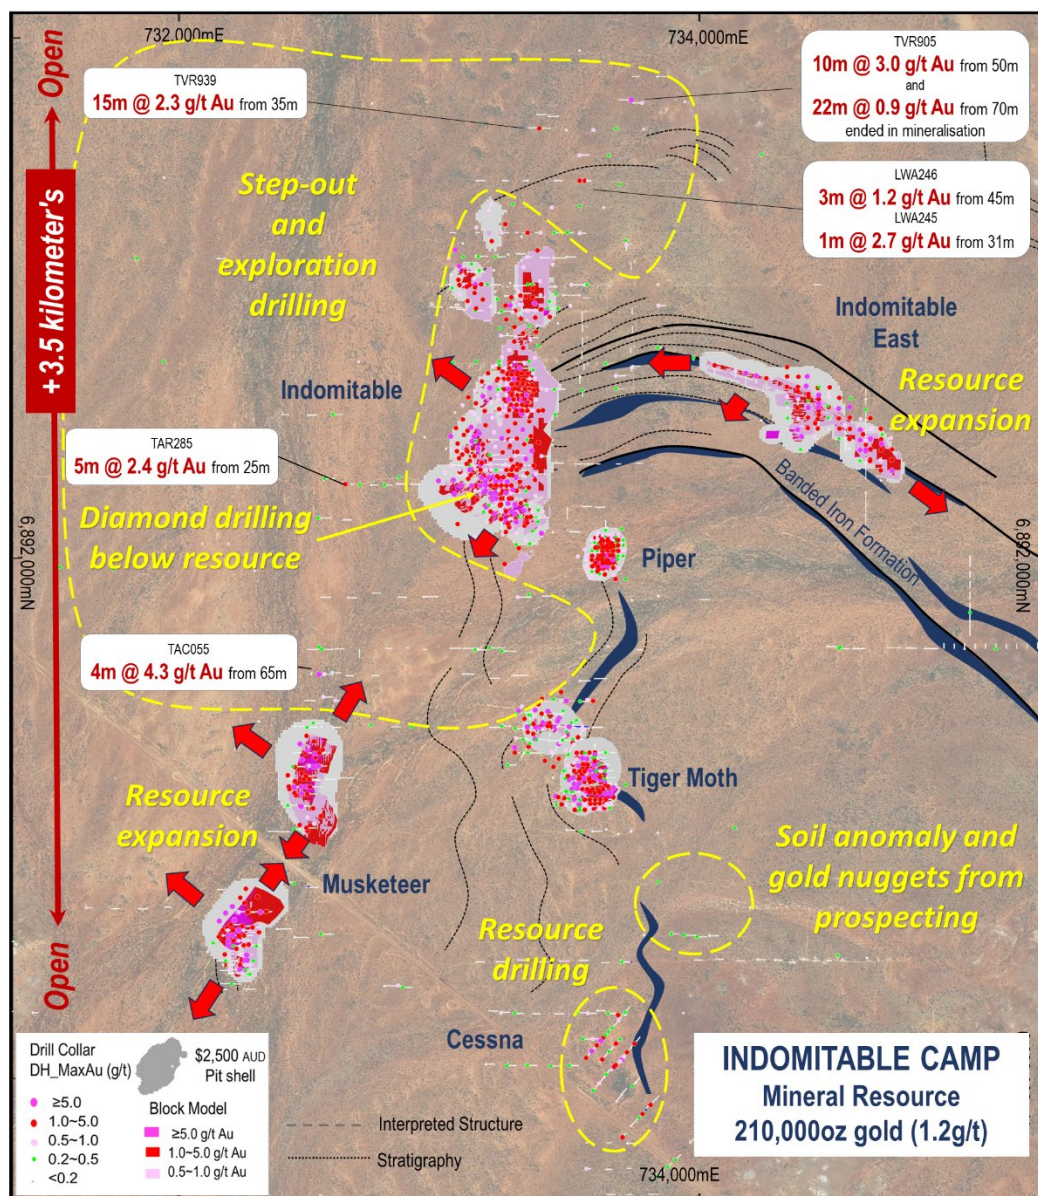 732,000mE
734,000mE
Open
+3.5 kilometer's
Open
TVR939
15m @ 2.3 g/t Au from 35m
TVR905
10m @ 3.0 g/t Au from 50m
and
22m @ 0.9 g/t Au from 70m
ended in mineralisation
LWA246
3m @ 1.2 g/t Au from 45m
LWA245
1m @ 2.7 g/t Au from 31m
Step-out
and
exploration
drilling
Indomitable
East
Indomitable
Resource
expansion
TAR285
5m @ 2.4 g/t Au from 25m
Diamond drilling
below resource
Banded Iron Formation
6,892,000mN
6,892,000mN
Piper
TAC055
4m @ 4.3 g/t Au from 65m
Tiger Moth
Resource
expansion
Musketeer
Soil anomaly and
gold nuggets from
prospecting
Resource
drilling
Cessna
Drill Collar
DH_MaxAu (g/t)
≥5.0
1.0~5.0
0.5~1.0
0.2~0.5
<0.2
$2,500 AUD
Pit shell
Block Model
≥5.0 g/t Au
1.0~5.0 g/t Au
0.5~1.0 g/t Au
Interpreted Structure
Stratigraphy
INDOMITABLE CAMP
Mineral Resource
210,000oz gold (1.2g/t)
734,000mE